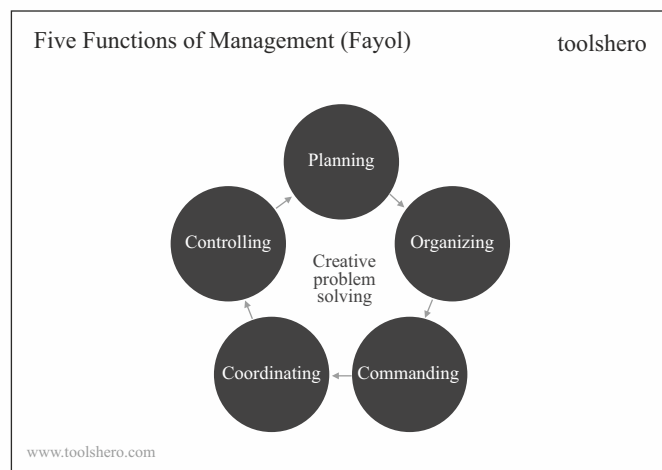 Five Functions of Management (Fayol)
toolshero
Planning
Controlling
Organizing
Creative
problem
solving
Coordinating
Commanding
www.toolshero.com